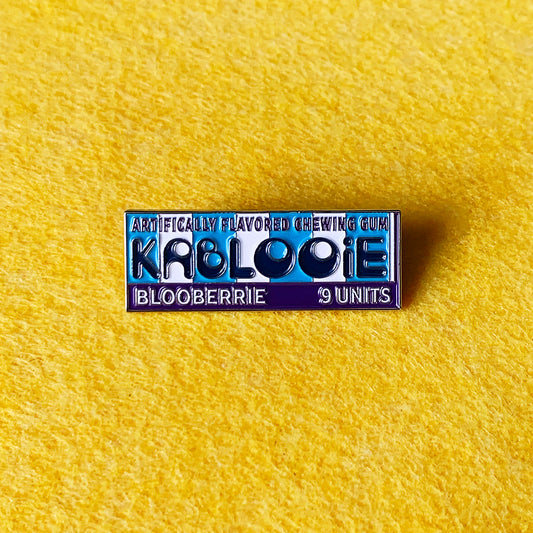 ARTIFICALLY FLAVORED CHEWING GUM
KABLOOiE
BLOOBERRIE 9 UNITS